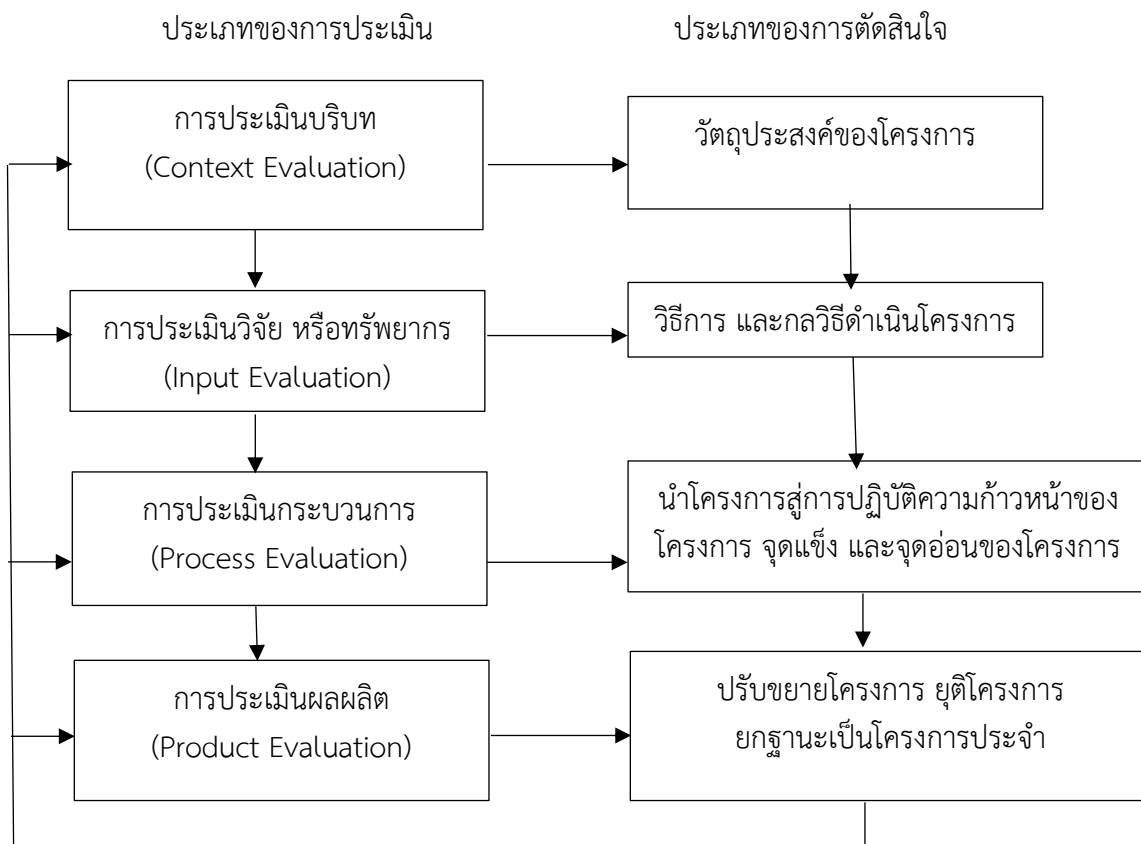 ประเภทของการประเมิน
ประเภทของการตัดสินใจ
การประเมินบริบท
(Context Evaluation)
วัตถุประสงค์ของโครงการ
การประเมินวิจัย หรือทรัพยากร
(Input Evaluation)
วิธีการ และกลวิธีดำเนินโครงการ
การประเมินกระบวนการ
(Process Evaluation)
นำโครงการสู่การปฏิบัติความก้าวหน้าของ
โครงการ จุดแข็ง และจุดอ่อนของโครงการ
การประเมินผลผลิต
(Product Evaluation)
ปรับขยายโครงการ ยุติโครงการ
ยกฐานะเป็นโครงการประจำ